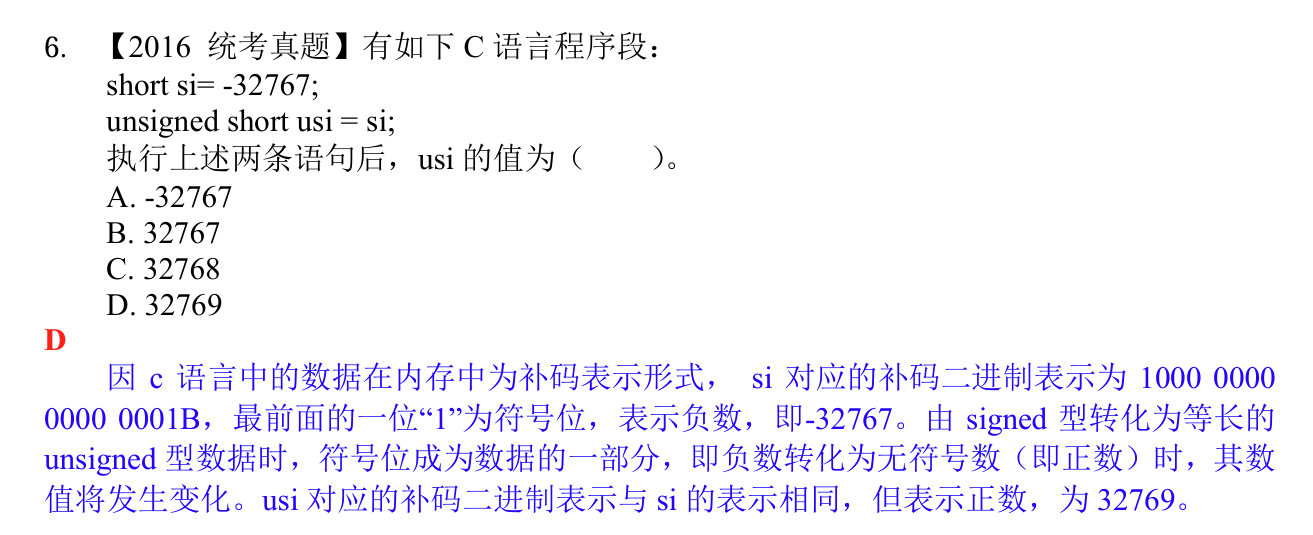 6. 【2016 统考真题】有如下 C 语言程序段：
short si= -32767;
unsigned short usi = si;
执行上述两条语句后，usi 的值为（  ）。
A. -32767
B. 32767
C. 32768
D. 32769
D
因 c 语言中的数据在内存中为补码表示形式， si 对应的补码二进制表示为 1000 0000
0000 0001B，最前面的一位“1”为符号位，表示负数，即-32767。由 signed 型转化为等长的
unsigned 型数据时，符号位成为数据的一部分，即负数转化为无符号数（即正数）时，其数
值将发生变化。usi 对应的补码二进制表示与 si 的表示相同，但表示正数，为 32769。